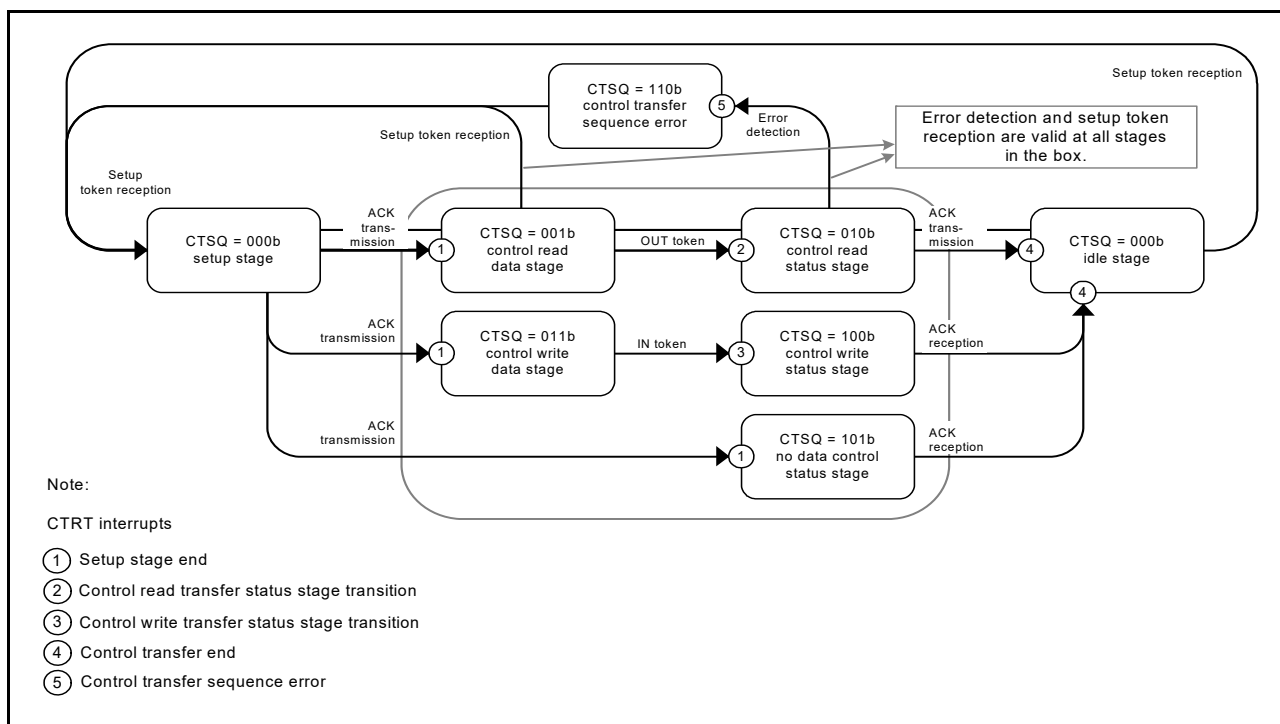 Setup token reception
CTSQ = 110b
control transfer
sequence error
5
Error
detection
Error detection and setup token
reception are valid at all stages
in the box.
Setup token reception
Setup
token reception
CTSQ = 000b
setup stage
ACK
trans-
mission
1
CTSQ = 001b
control read
data stage
OUT token
2
CTSQ = 010b
control read
status stage
ACK
trans-
mission
4
CTSQ = 000b
idle stage
4
ACK
transmission
1
CTSQ = 011b
control write
data stage
IN token
3
CTSQ = 100b
control write
status stage
ACK
reception
ACK
transmission
1
CTSQ = 101b
no data control
status stage
ACK
reception
Note:
CTRT interrupts
1 Setup stage end
2 Control read transfer status stage transition
3 Control write transfer status stage transition
4 Control transfer end
5 Control transfer sequence error